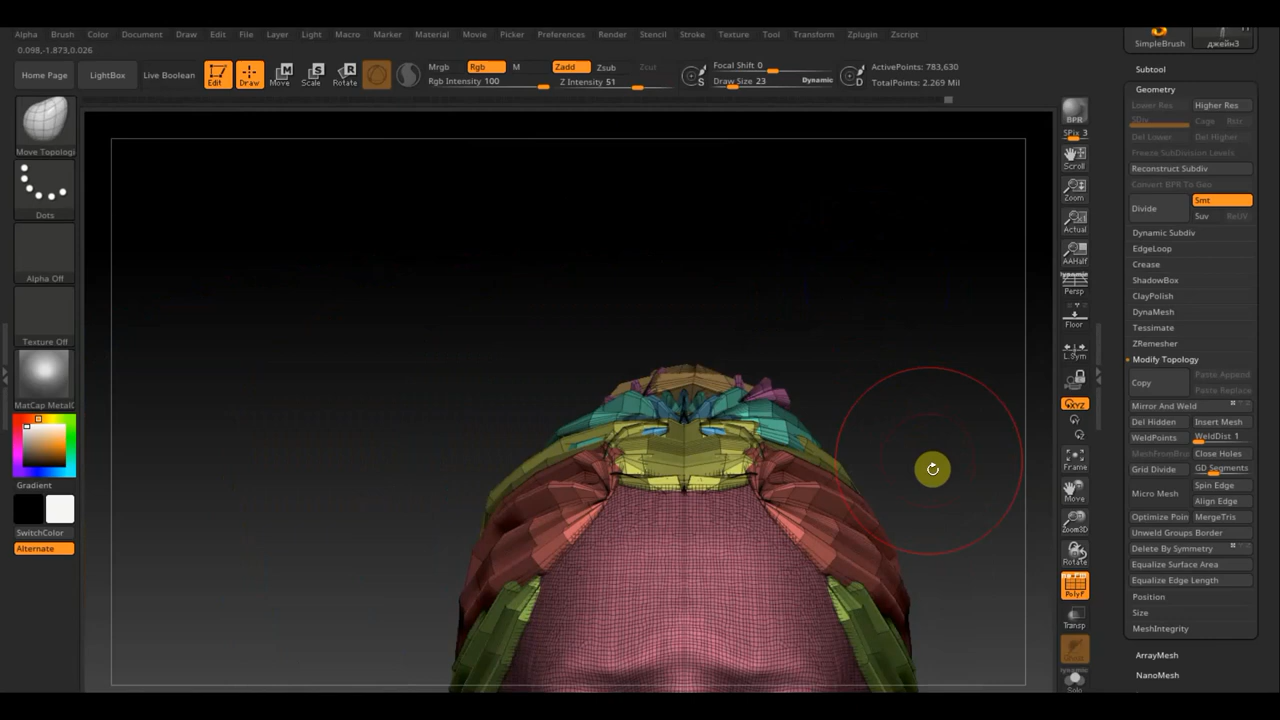 Alpha Brush Color Document Draw Edit File Layer Light Macro Marker Material Movie Picker Preferences Render Stencil Stroke Texture Tool Transform Zplugin Zscript
0.098,-1.873,0.026
Home Page
LightBox
Live Boolean
Edit
Draw
Move
Scale
Rotate
Mrgb
Rgb
M
Rgb Intensity 100
Zadd
Zsub
Zcut
Z Intensity 51
S
Focal Shift 0
Draw Size 23
Dynamic
D
ActivePoints: 783,630
TotalPoints: 2.269 Mil
Move Topologi
Dots
Alpha Off
Texture Off
MatCap MetalC
Gradient
SwitchColor
Alternate
BPR
SPix 3
Scroll
Zoom
Actual
AAHalf
Persp
Floor
L.Sym
XYZ
Frame
Move
Zoom3D
Rotate
PolyF
Transp
Solo
SimpleBrush
джейн3
Subtool
Geometry
Lower Res
Higher Res
SDiv
Cage
Rstr
Del Lower
Del Higher
Freeze SubDivision Levels
Reconstruct Subdiv
Convert BPR To Geo
Divide
Smt
Suv
ReUV
Dynamic Subdiv
EdgeLoop
Crease
ShadowBox
ClayPolish
DynaMesh
Tessimate
ZRemesher
Modify Topology
Copy
Paste Append
Paste Replace
Mirror And Weld
Del Hidden
Insert Mesh
WeldPoints
WeldDist 1
MeshFromBru
Close Holes
Grid Divide
GD Segments
Micro Mesh
Spin Edge
Align Edge
Optimize Poin
MergeTris
Unweld Groups Border
Delete By Symmetry
Equalize Surface Area
Equalize Edge Length
Position
Size
MeshIntegrity
ArrayMesh
NanoMesh